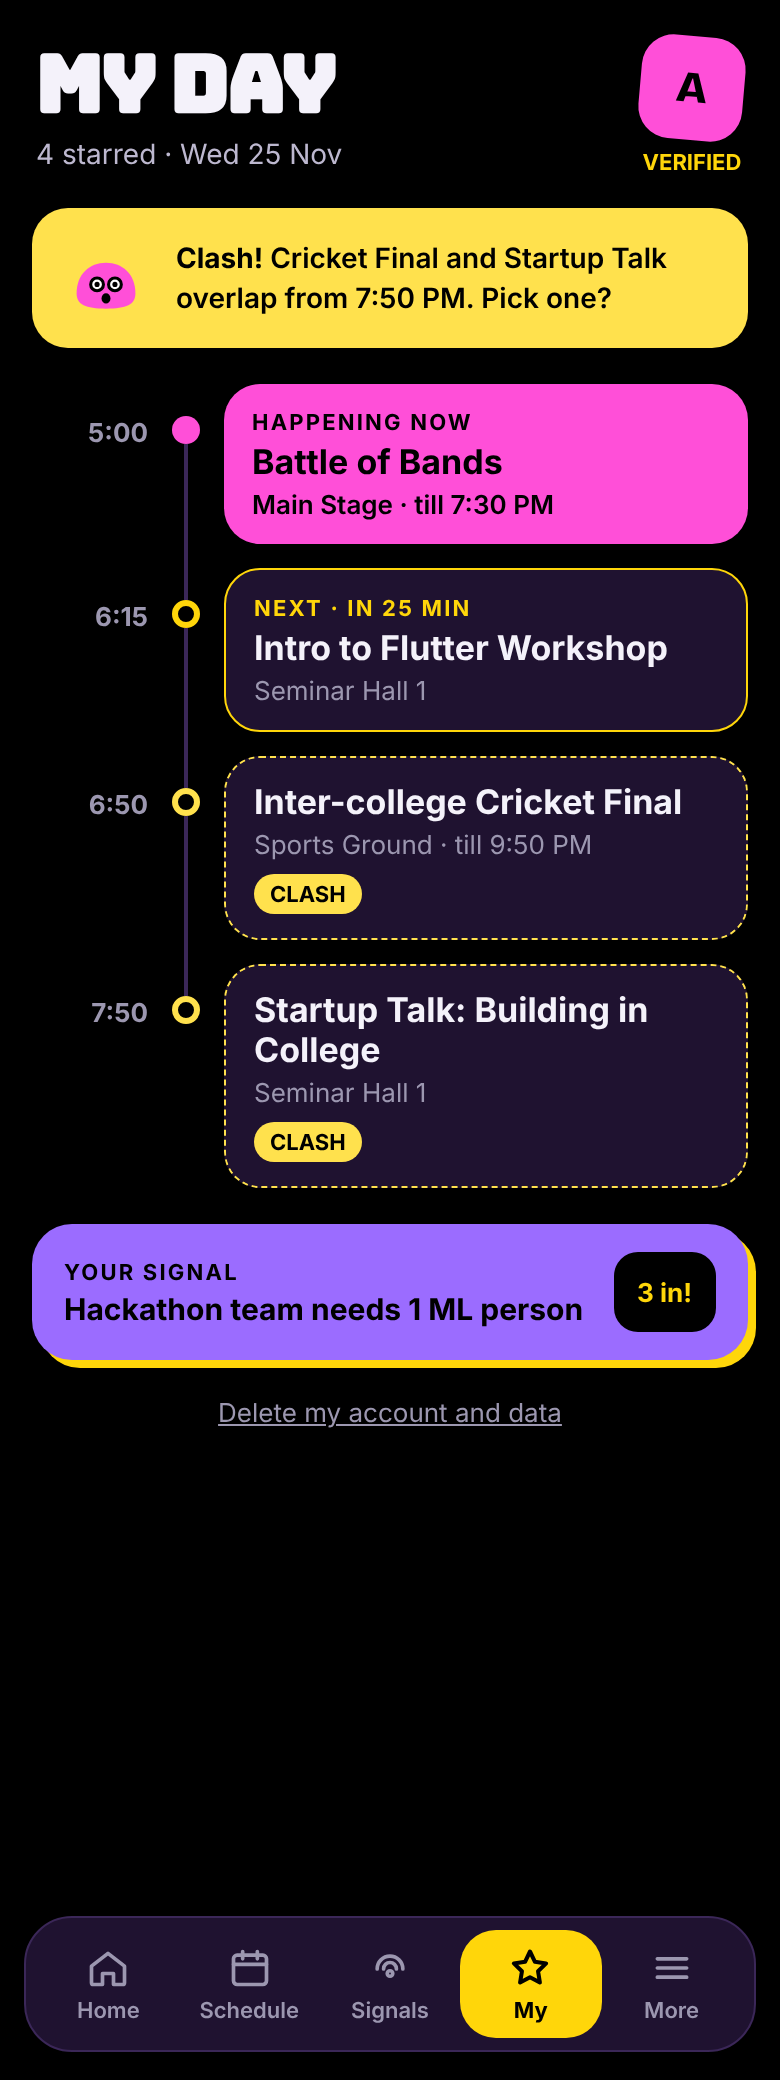 MY DAY
4 starred · Wed 25 Nov
A
VERIFIED
Clash! Cricket Final and Startup Talk
overlap from 7:50 PM. Pick one?
5:00
HAPPENING NOW
Battle of Bands
Main Stage · till 7:30 PM
6:15
NEXT · IN 25 MIN
Intro to Flutter Workshop
Seminar Hall 1
6:50
Inter-college Cricket Final
Sports Ground · till 9:50 PM
CLASH
7:50
Startup Talk: Building in
College
Seminar Hall 1
CLASH
YOUR SIGNAL
Hackathon team needs 1 ML person
3 in!
Delete my account and data
Home
Schedule
Signals
My
More